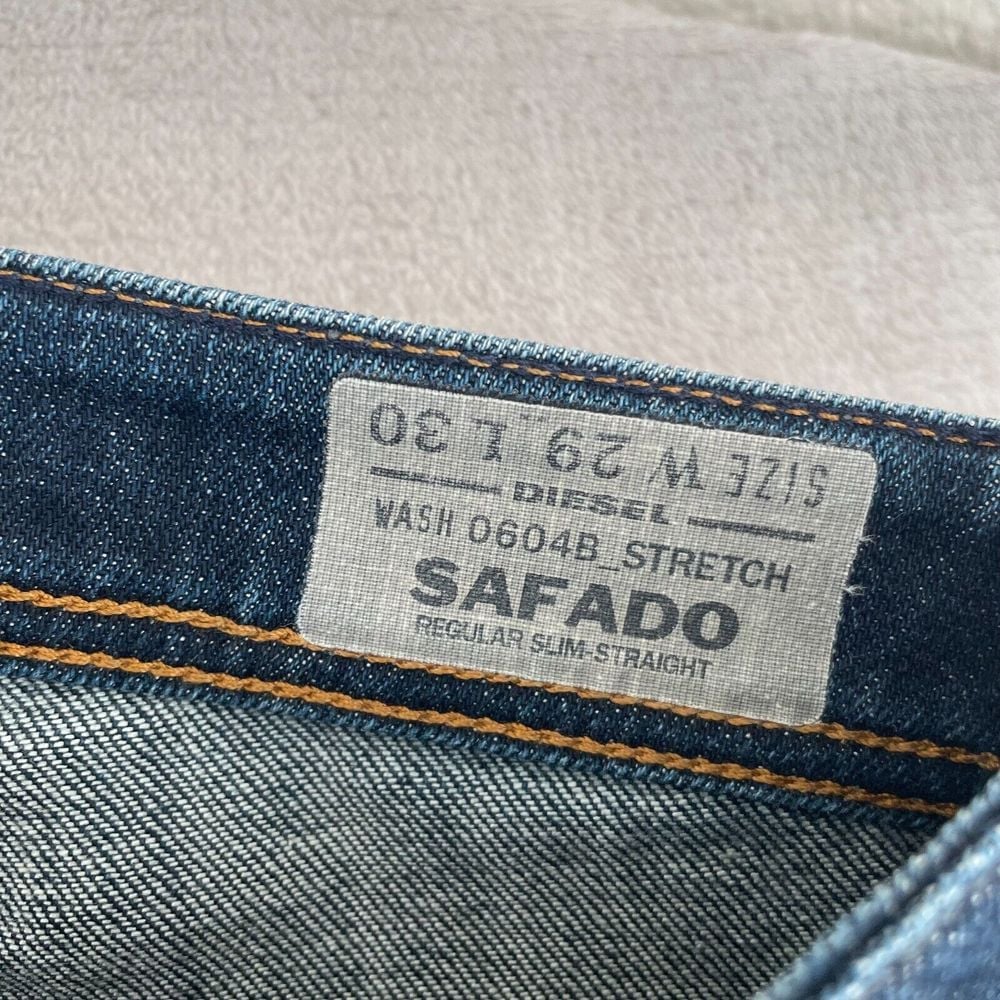 SIZE W 29 L 30
DIESEL
WASH 0604B_STRETCH
SAFADO
REGULAR SLIM-STRAIGHT